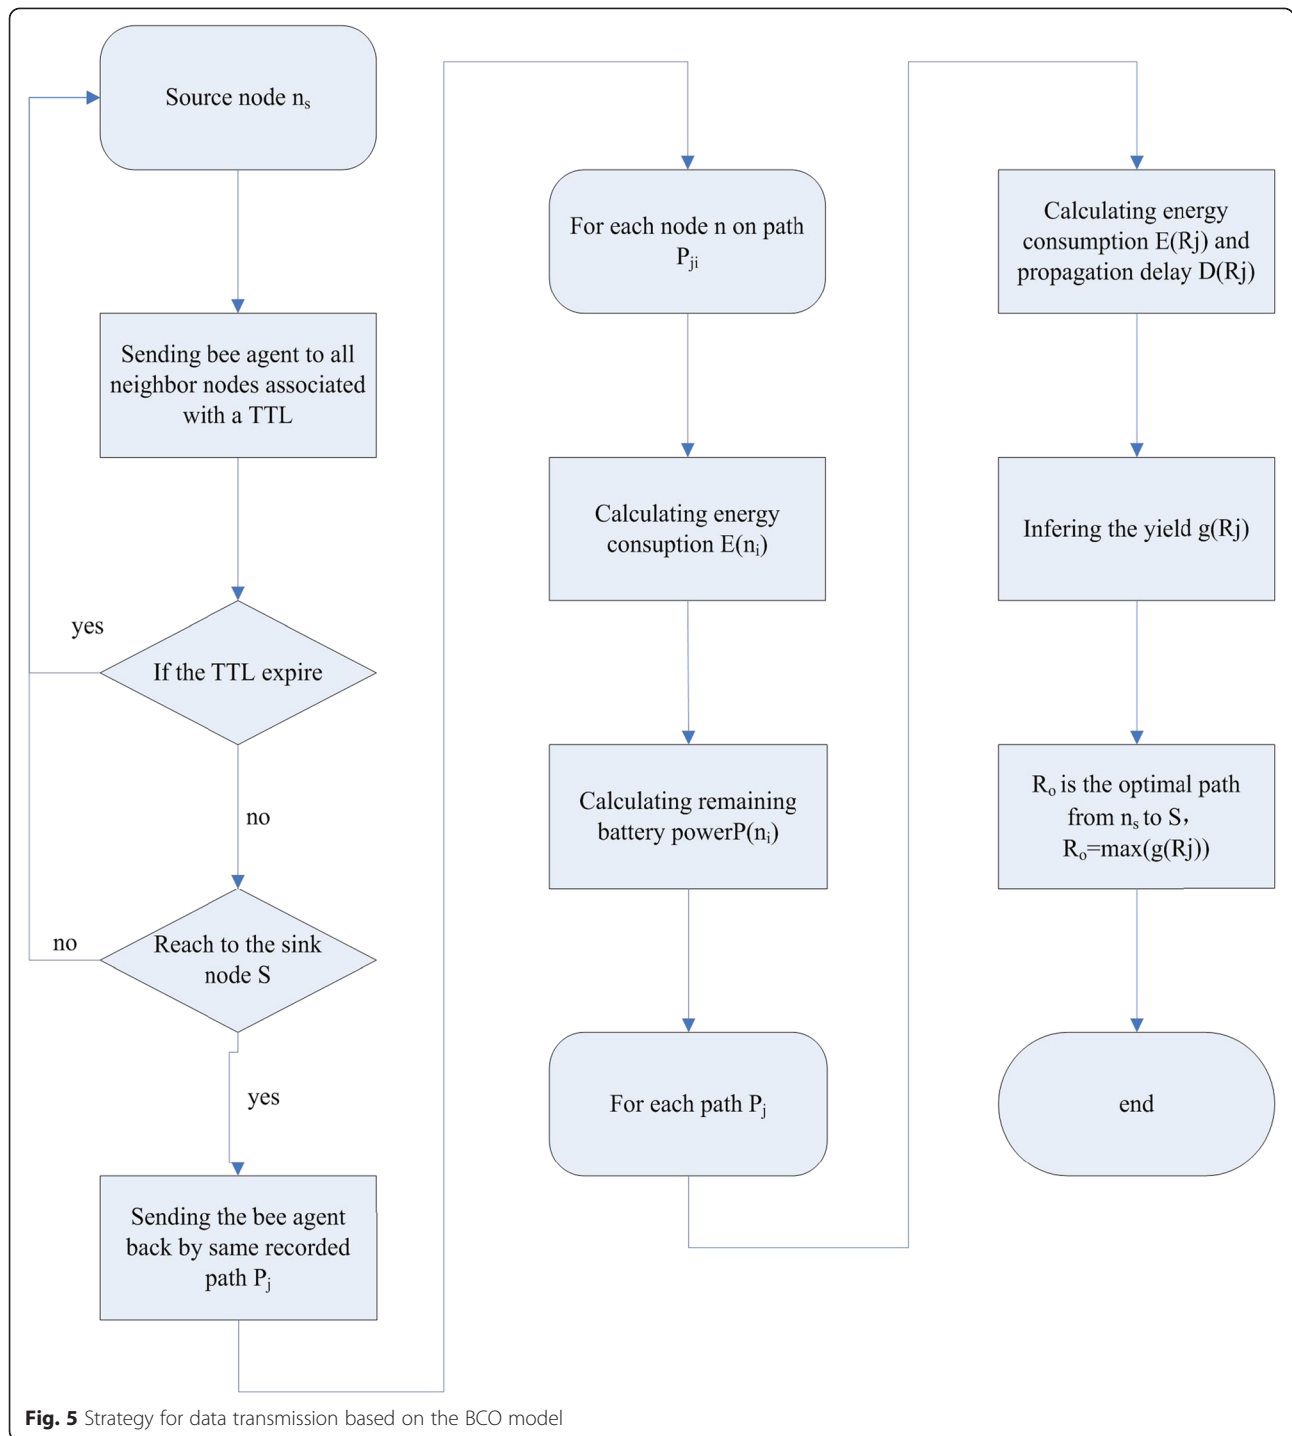 Source node nₛ
Sending bee agent to all
neighbor nodes associated
with a TTL
yes
If the TTL expire
no
no
Reach to the sink
node S
yes
Sending the bee agent
back by same recorded
path Pⱼ
For each node n on path
Pⱼᵢ
Calculating energy
consuption E(nᵢ)
Calculating remaining
battery powerP(nᵢ)
For each path Pⱼ
Calculating energy
consumption E(Rj) and
propagation delay D(Rj)
Infering the yield g(Rj)
Rₒ is the optimal path
from nₛ to S，
Rₒ=max(g(Rj))
end
Fig. 5 Strategy for data transmission based on the BCO model